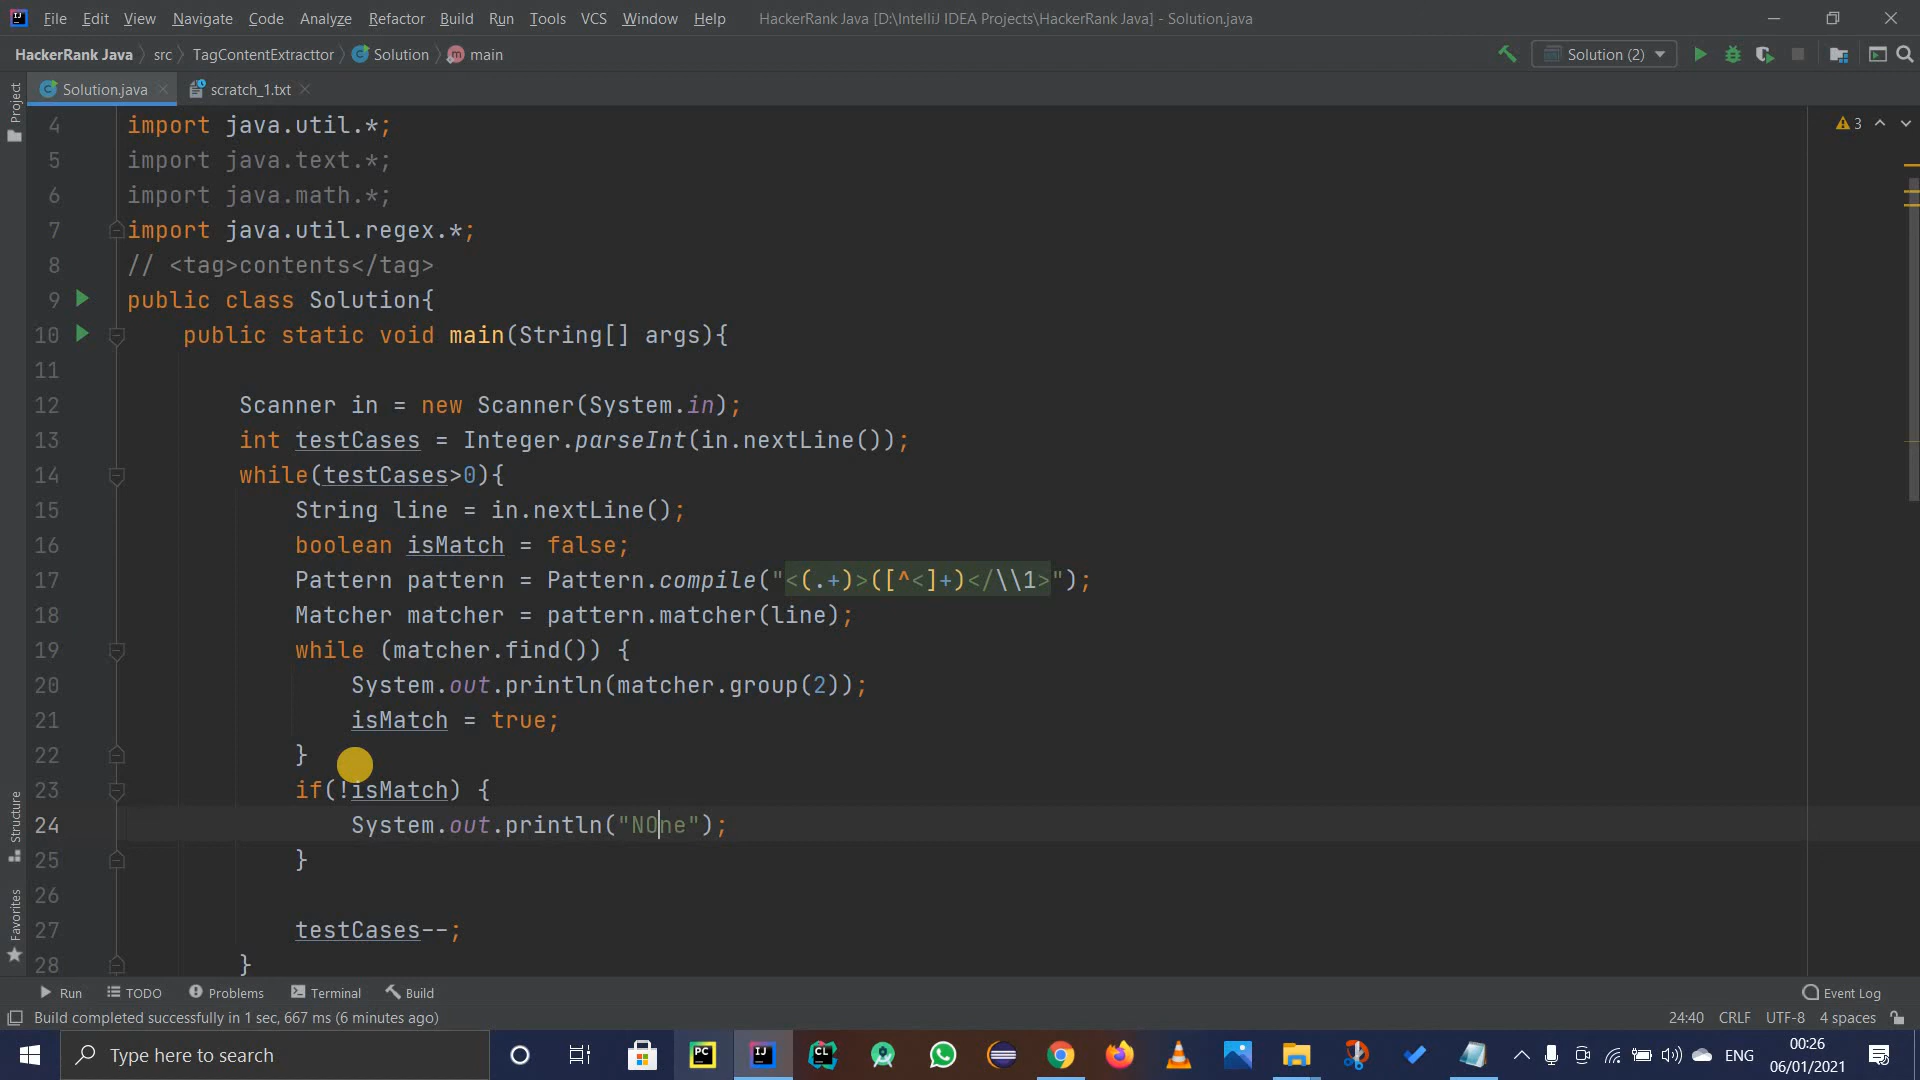 File Edit View Navigate Code Analyze Refactor Build Run Tools VCS Window Help HackerRank Java [D:\IntelliJ IDEA Projects\HackerRank Java] - Solution.java
HackerRank Java src TagContentExtracttor Solution m main Solution (2)
Solution.java scratch_1.txt
Project
3
4 import java.util.*;
5 import java.text.*;
6 import java.math.*;
7 import java.util.regex.*;
8 // <tag>contents</tag>
9 public class Solution{
10 public static void main(String[] args){
11
12 Scanner in = new Scanner(System.in);
13 int testCases = Integer.parseInt(in.nextLine());
14 while(testCases>0){
15 String line = in.nextLine();
16 boolean isMatch = false;
17 Pattern pattern = Pattern.compile("<(.+)>([^<]+)</\\1>");
18 Matcher matcher = pattern.matcher(line);
19 while (matcher.find()) {
20 System.out.println(matcher.group(2));
21 isMatch = true;
22 }
23 if(!isMatch) {
24 System.out.println("NOne");
25 }
26
27 testCases--;
28 }
Structure
Favorites
Run TODO Problems Terminal Build Event Log
Build completed successfully in 1 sec, 667 ms (6 minutes ago) 24:40 CRLF UTF-8 4 spaces
Type here to search PC IJ CL ENG 00:26
06/01/2021